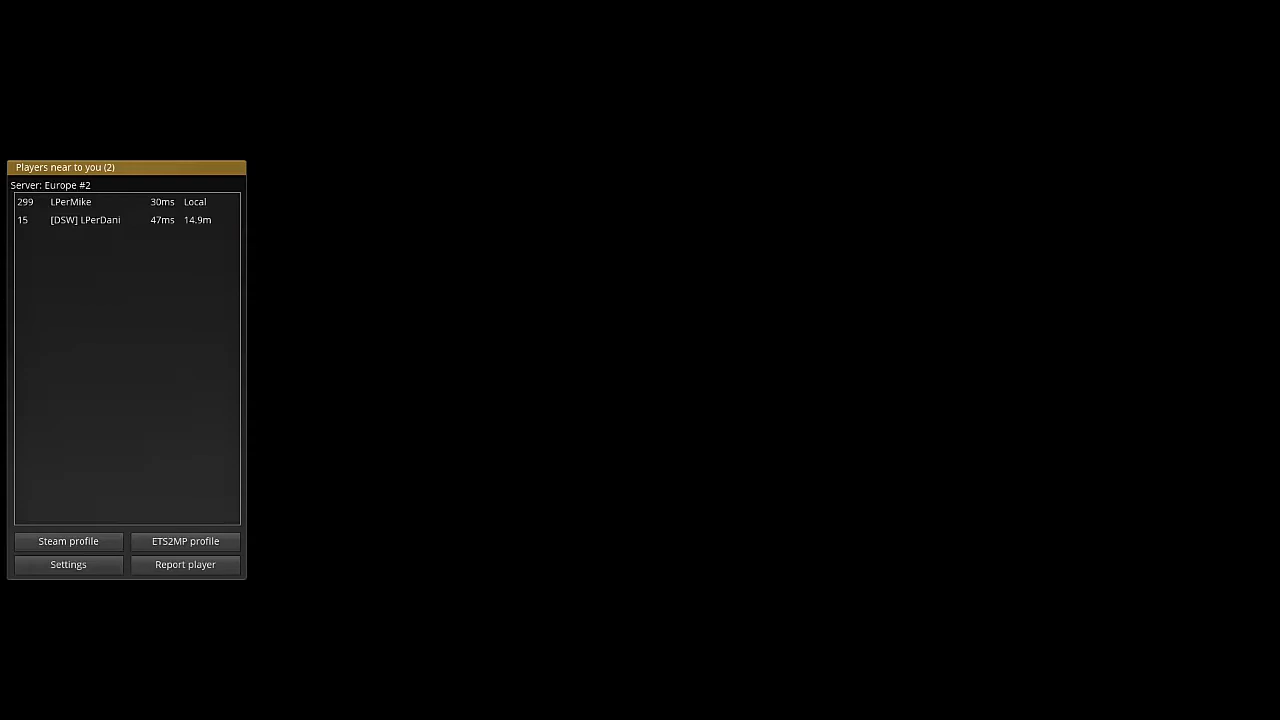 Players near to you (2)
Server: Europe #2
299 LPerMike 30ms Local
15 [DSW] LPerDani 47ms 14.9m
Steam profile ETS2MP profile
Settings Report player